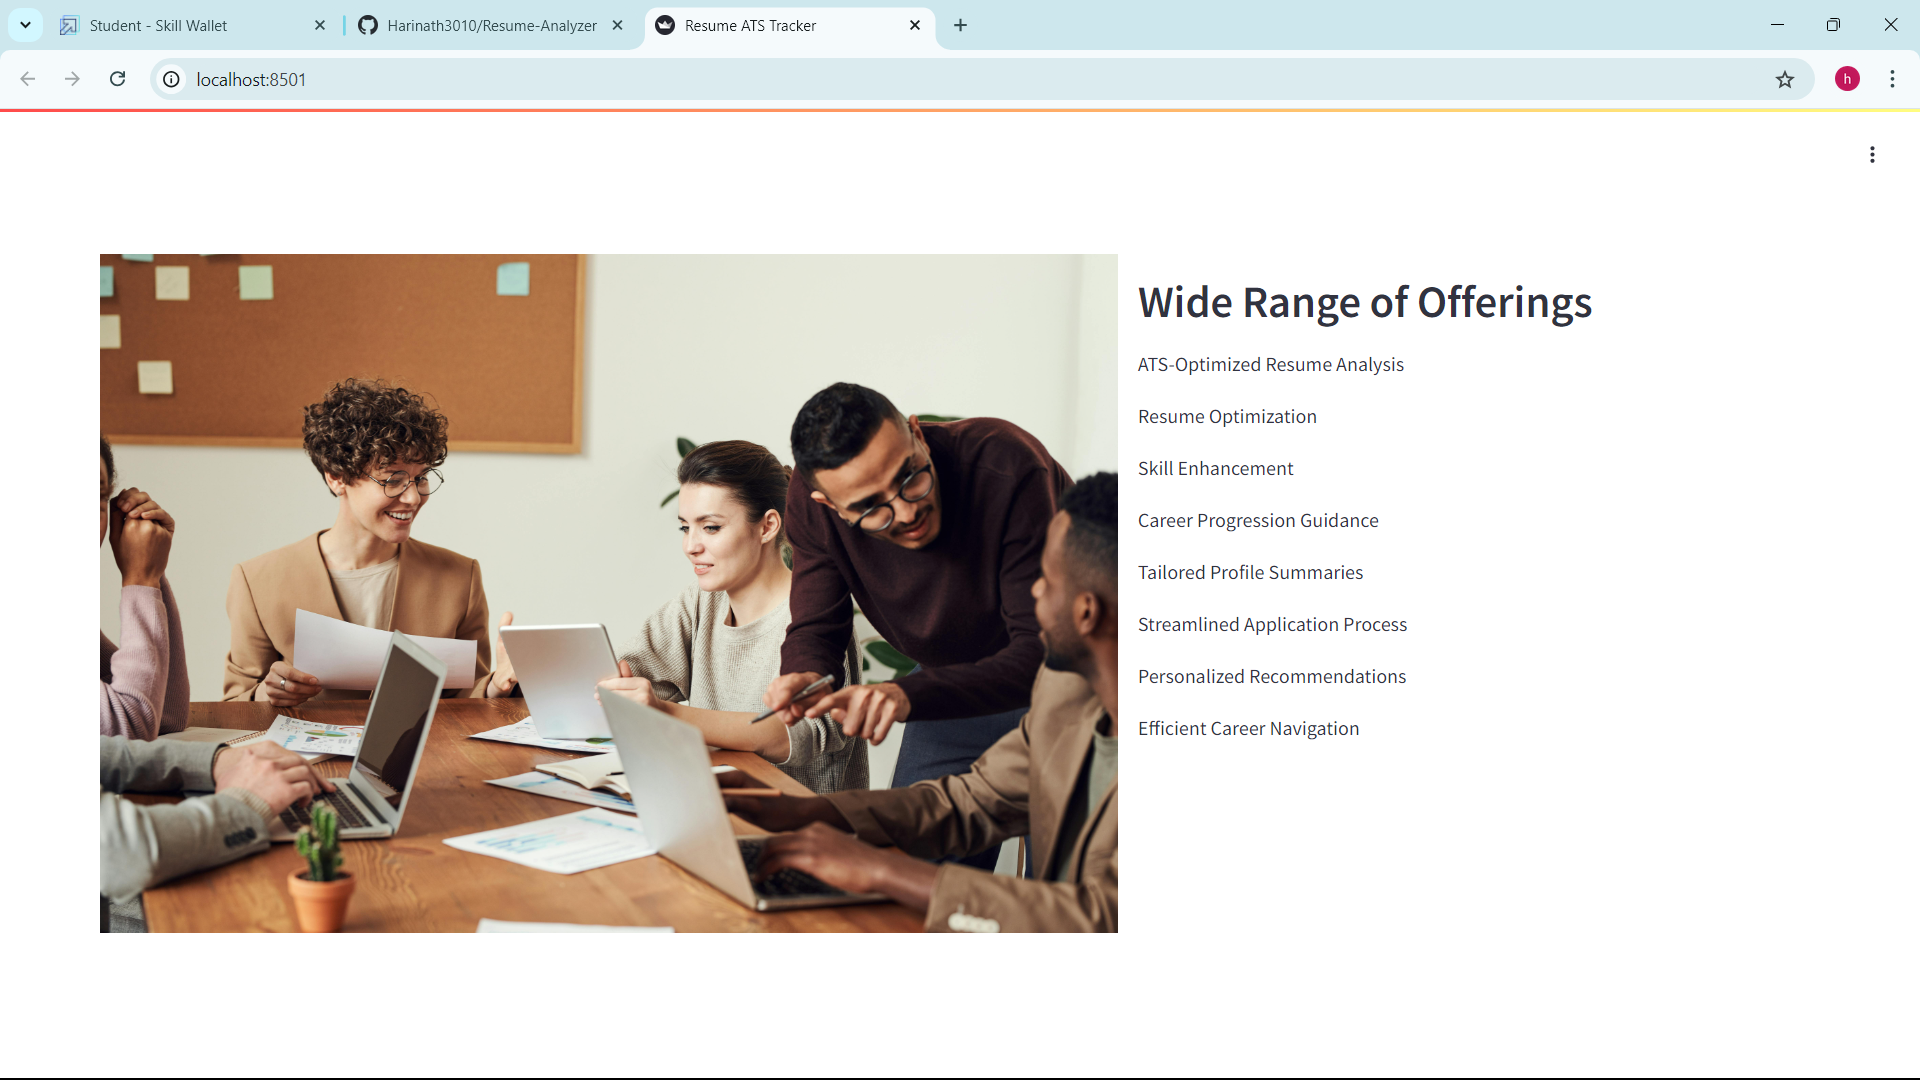 Student - Skill Wallet
Harinath3010/Resume-Analyzer
Resume ATS Tracker
localhost:8501
h
Wide Range of Offerings
ATS-Optimized Resume Analysis
Resume Optimization
Skill Enhancement
Career Progression Guidance
Tailored Profile Summaries
Streamlined Application Process
Personalized Recommendations
Efficient Career Navigation